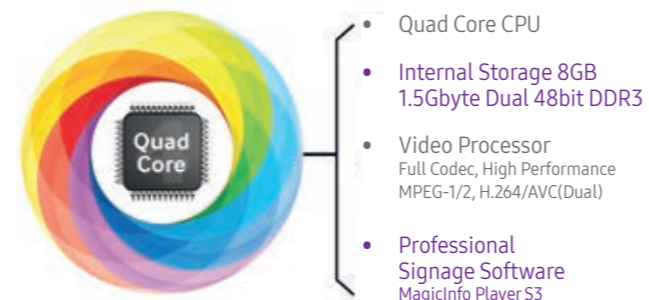 Quad
Core
• Quad Core CPU
• Internal Storage 8GB
1.5Gbyte Dual 48bit DDR3
• Video Processor
Full Codec, High Performance
MPEG-1/2, H.264/AVC(Dual)
• Professional
Signage Software
MagicInfo Player S3